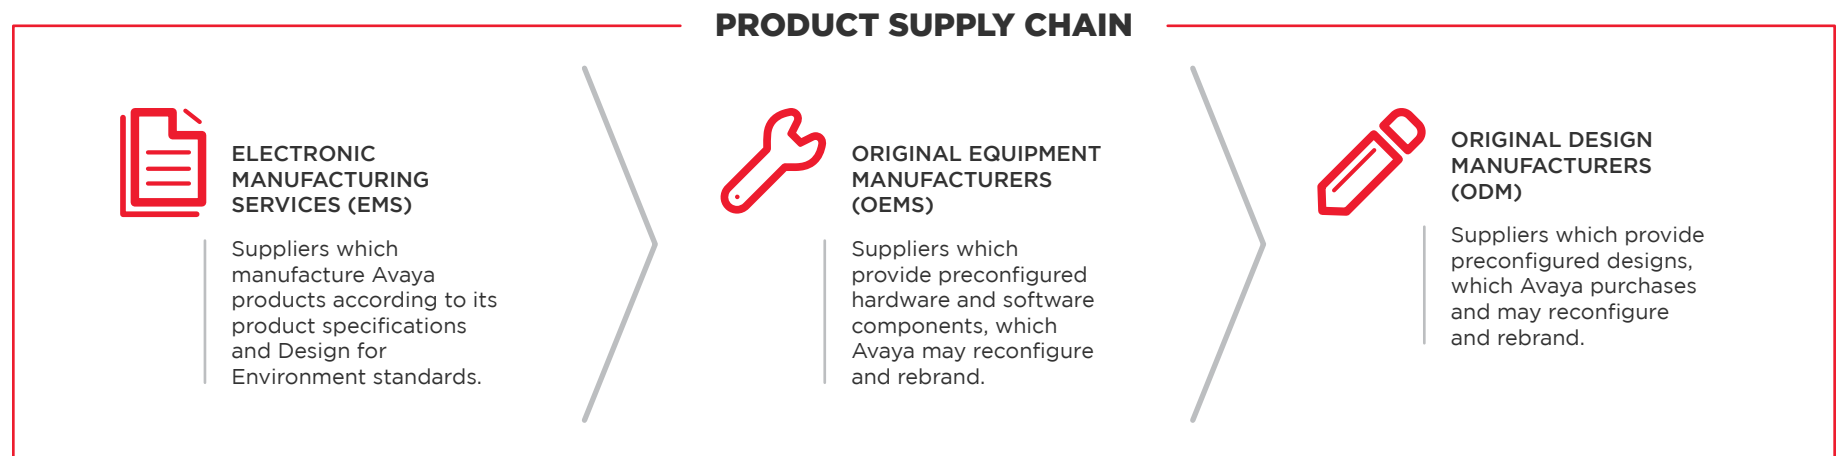 PRODUCT SUPPLY CHAIN
ELECTRONIC
MANUFACTURING
SERVICES (EMS)
Suppliers which
manufacture Avaya
products according to its
product specifications
and Design for
Environment standards.
ORIGINAL EQUIPMENT
MANUFACTURERS
(OEMS)
Suppliers which
provide preconfigured
hardware and software
components, which
Avaya may reconfigure
and rebrand.
ORIGINAL DESIGN
MANUFACTURERS
(ODM)
Suppliers which provide
preconfigured designs,
which Avaya purchases
and may reconfigure
and rebrand.